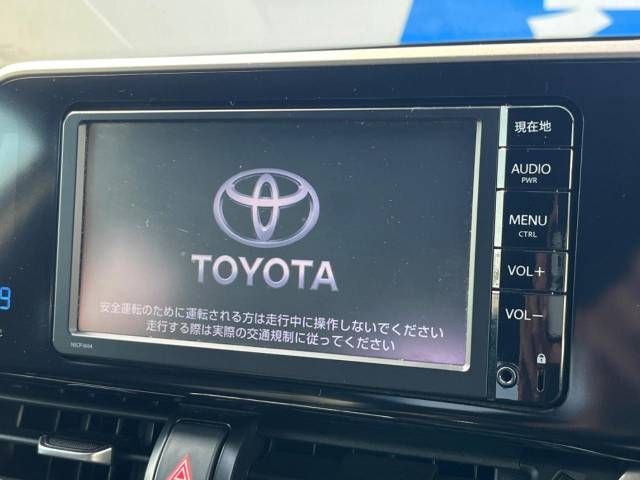 現在地
AUDIO
PWR
MENU
CTRL
VOL+
VOL−
TOYOTA
安全運転のために運転される方は走行中に操作しないでください
走行する際は実際の交通規制に従ってください
9